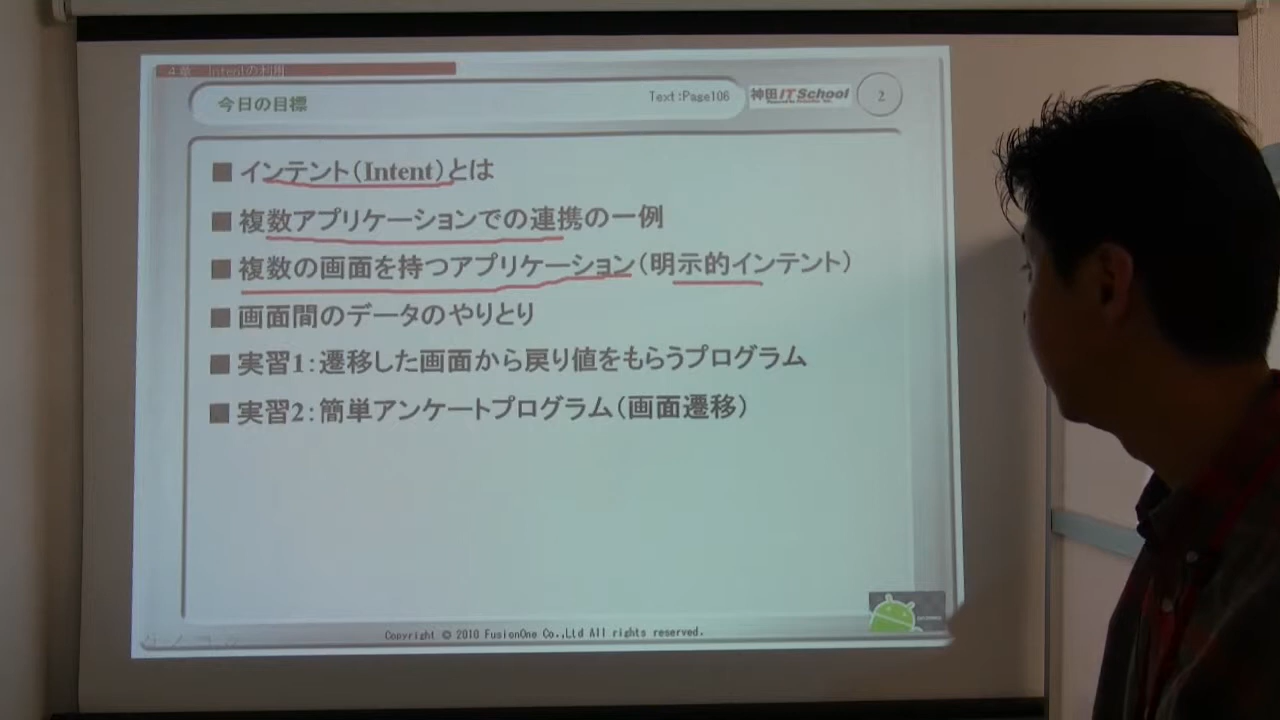 4章 Intentの利用
今日の目標
Text:Page106
神田IT School
2
■ インテント（Intent）とは
■ 複数アプリケーションでの連携の一例
■ 複数の画面を持つアプリケーション（明示的インテント）
■ 画面間のデータのやりとり
■ 実習1：遷移した画面から戻り値をもらうプログラム
■ 実習2：簡単アンケートプログラム（画面遷移）
Copyright © 2010 FusionOne Co.,Ltd All rights reserved.